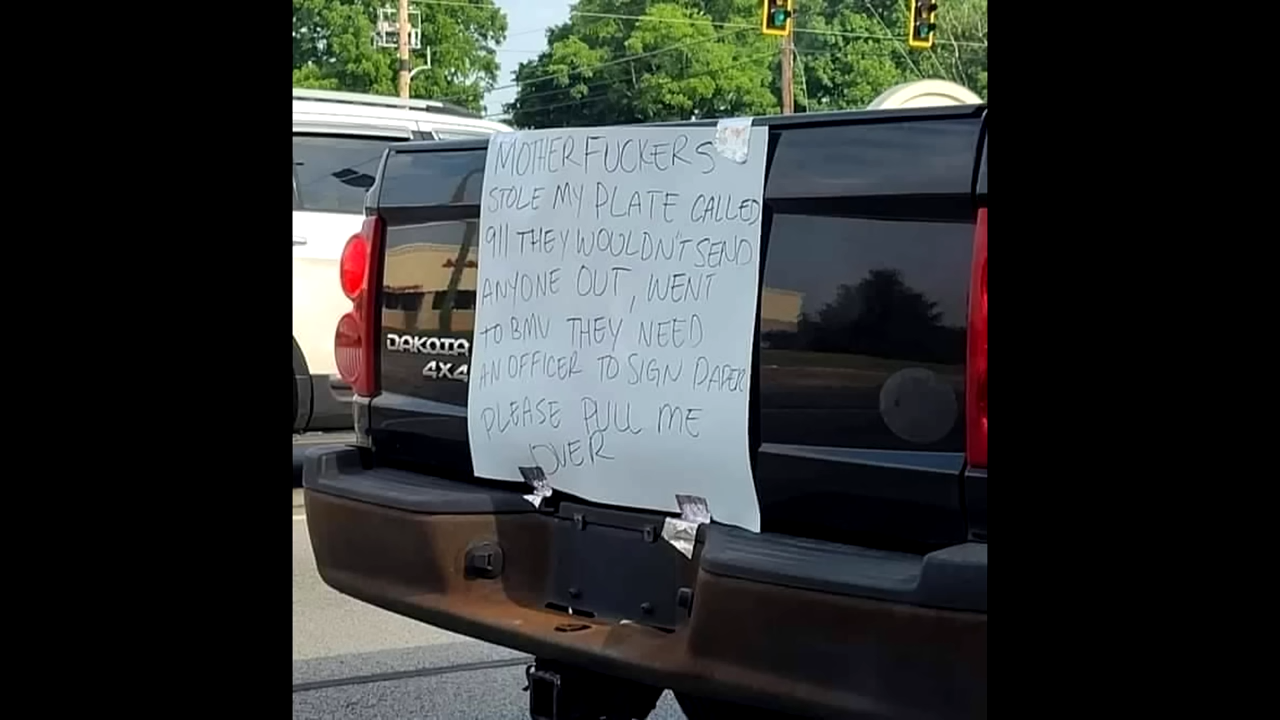 MOTHERFUCKERS
STOLE MY PLATE CALLED
911 THEY WOULDN'T SEND
ANYONE OUT, WENT
to BMV THEY NEED
AN OFFICER TO SIGN PAPER
PLEASE PULL ME
OVER
DAKOTA
4X4